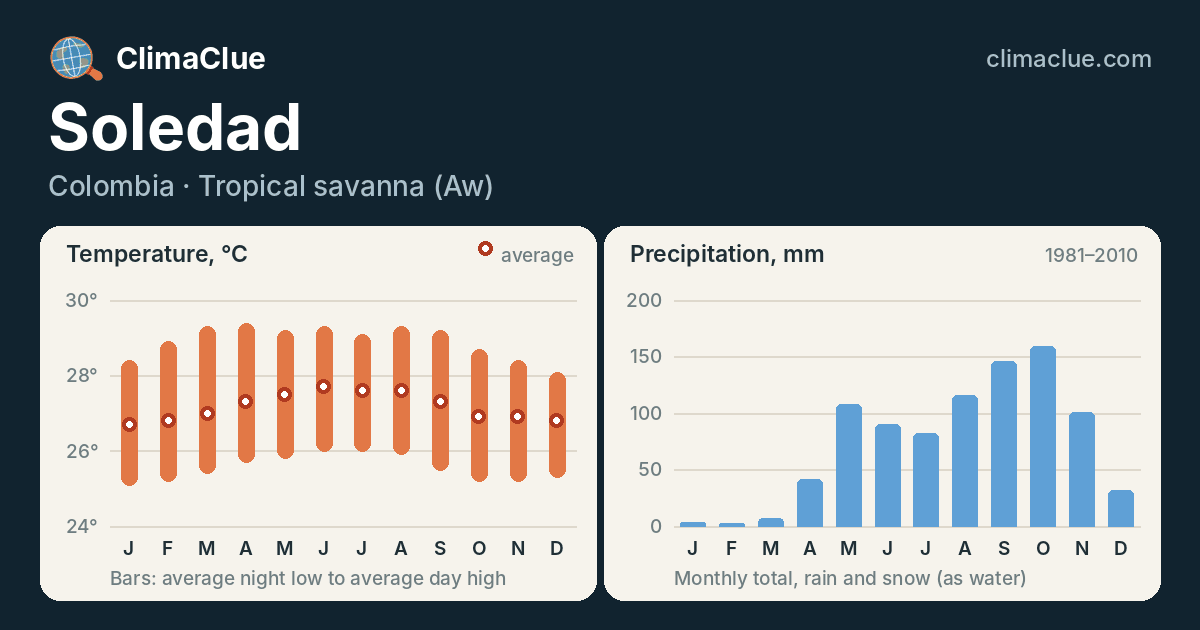 ClimaClue
climaclue.com
Soledad
Colombia · Tropical savanna (Aw)
Temperature, °C
average
30°
28°
26°
24°
J F M A M J J A S O N D
Bars: average night low to average day high
Precipitation, mm
1981–2010
200
150
100
50
0
J F M A M J J A S O N D
Monthly total, rain and snow (as water)